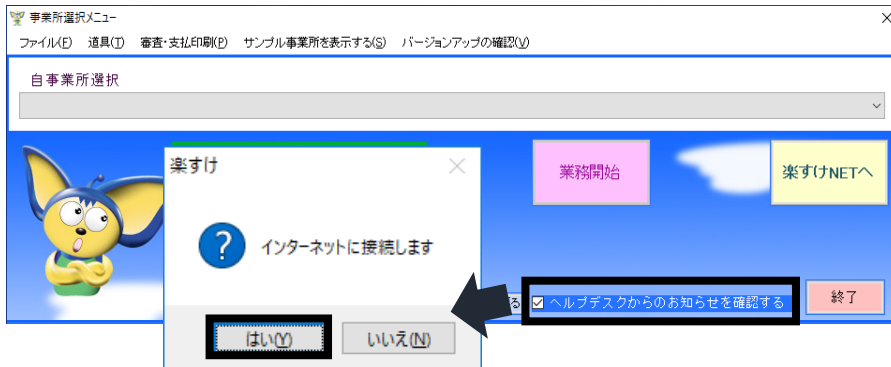 事業所選択メニュー
ファイル(F) 道具(T) 審査・支払印刷(P) サンプル事業所を表示する(S) バージョンアップの確認(V)
自事業所選択
楽すけ
インターネットに接続します
はい(Y) いいえ(N)
業務開始
楽すけNETへ
る
ヘルプデスクからのお知らせを確認する
終了